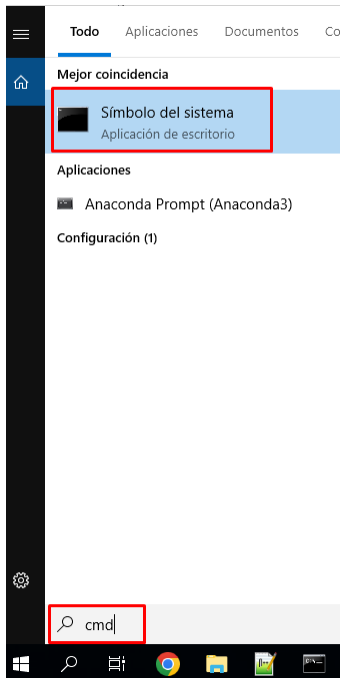 Todo Aplicaciones Documentos Co
Mejor coincidencia
Símbolo del sistema
Aplicación de escritorio
Aplicaciones
Anaconda Prompt (Anaconda3)
Configuración (1)
cmd